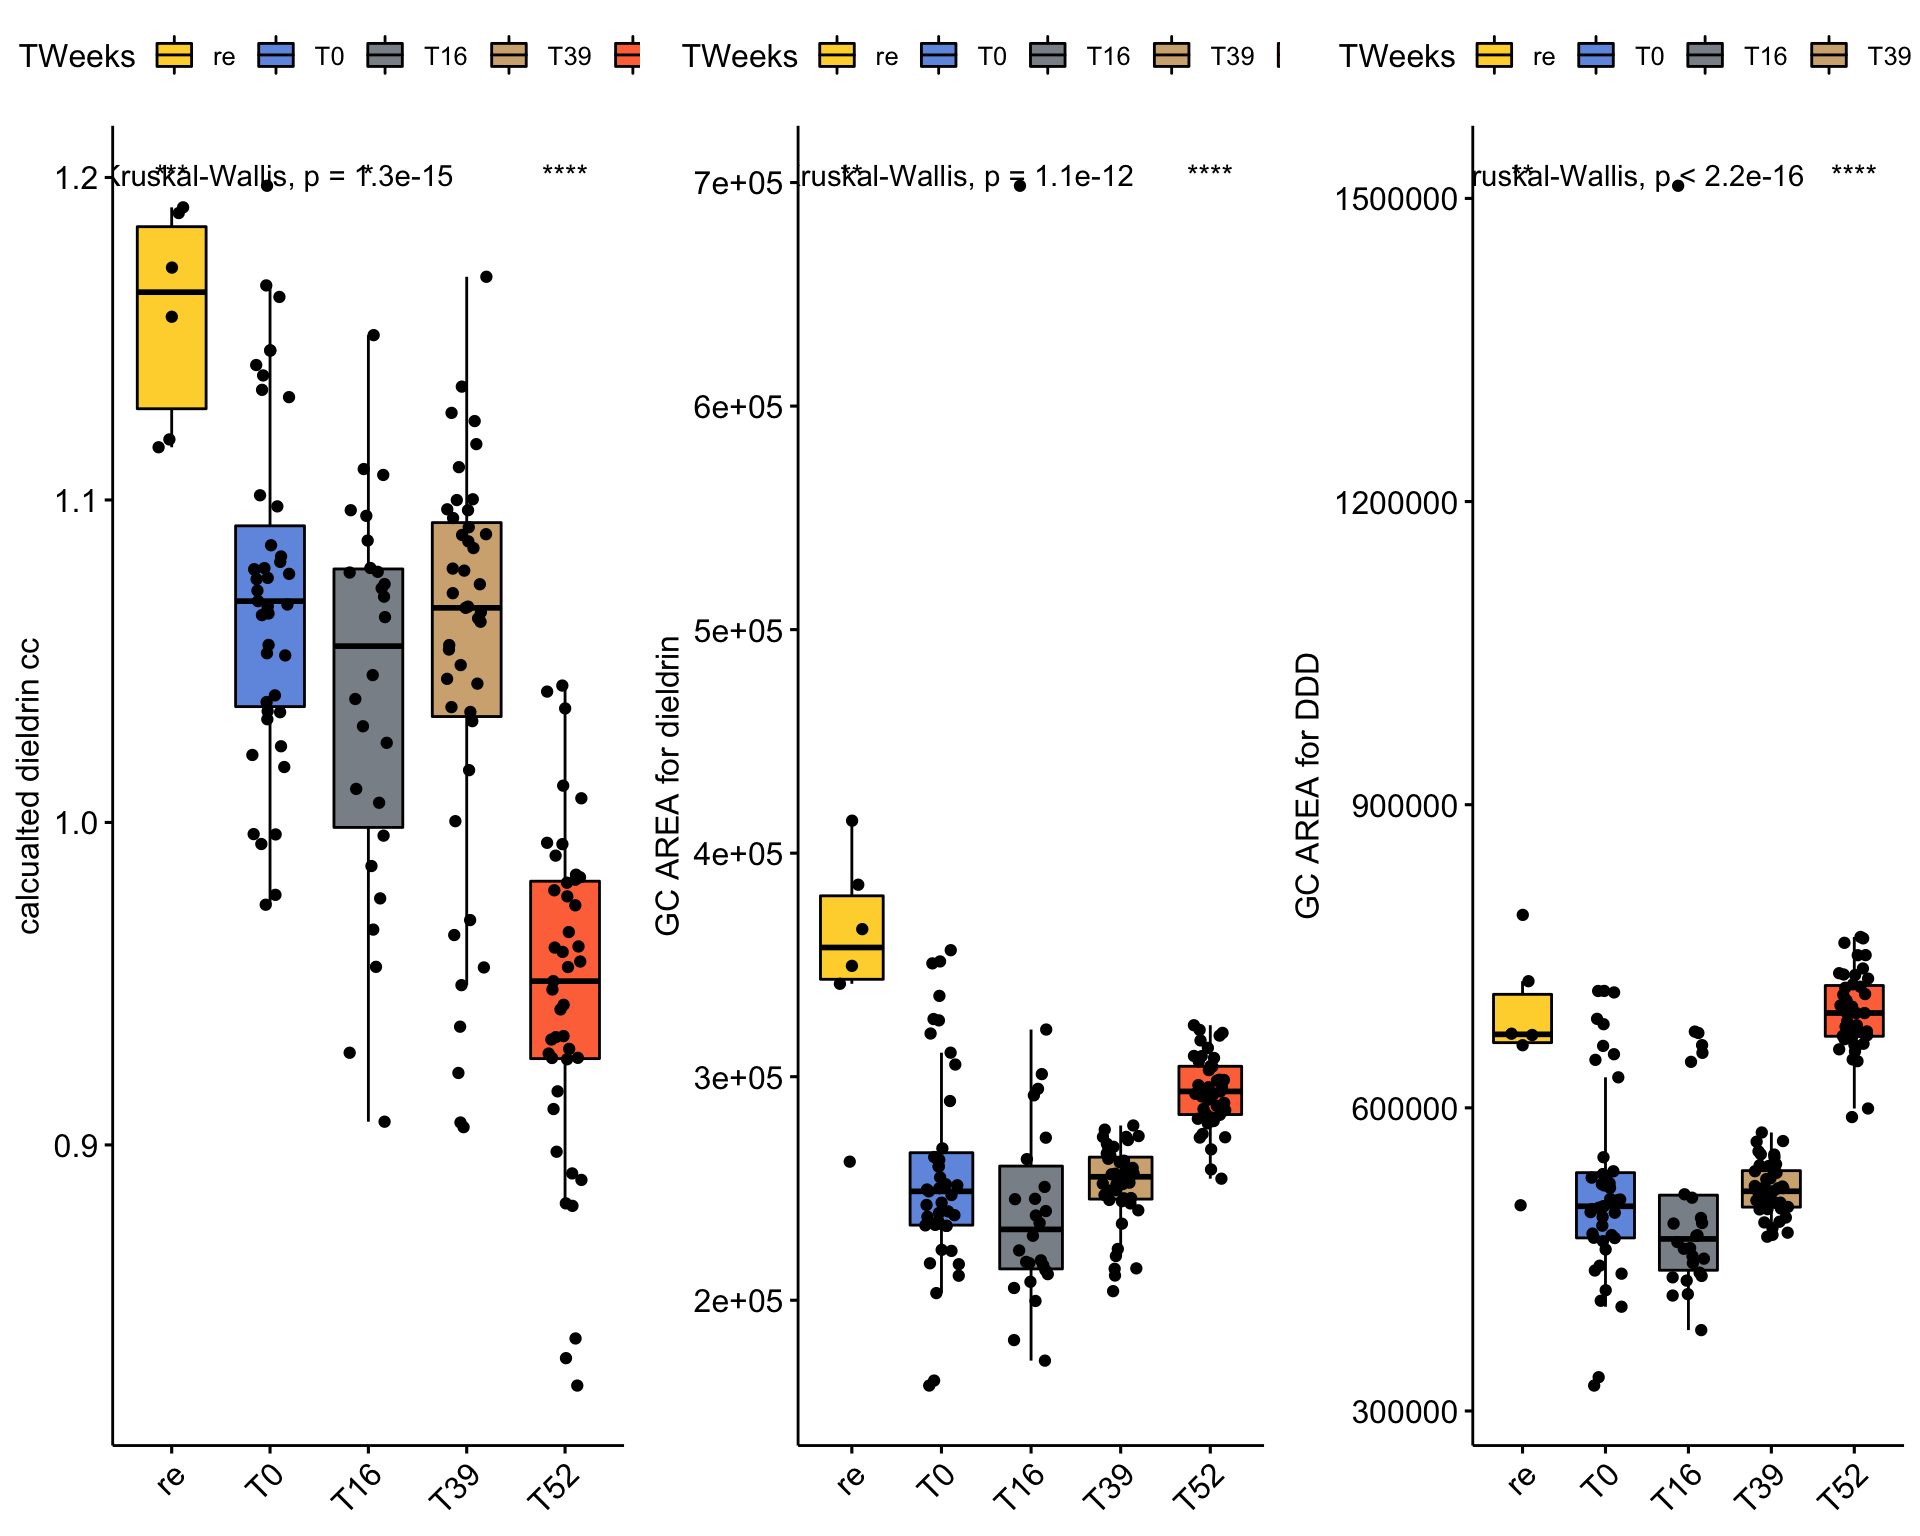 TWeeks re T0 T16 T39
calcualted dieldrin cc
1.2
1.1
1.0
0.9
***
Kruskal-Wallis, p = 1.3e-15
*
****
re T0 T16 T39 T52
TWeeks re T0 T16 T39
GC AREA for dieldrin
7e+05
6e+05
5e+05
4e+05
3e+05
2e+05
**
ruskal-Wallis, p = 1.1e-12
****
re T0 T16 T39 T52
TWeeks re T0 T16 T39
GC AREA for DDD
1500000
1200000
900000
600000
300000
**
ruskal-Wallis, p < 2.2e-16
****
re T0 T16 T39 T52